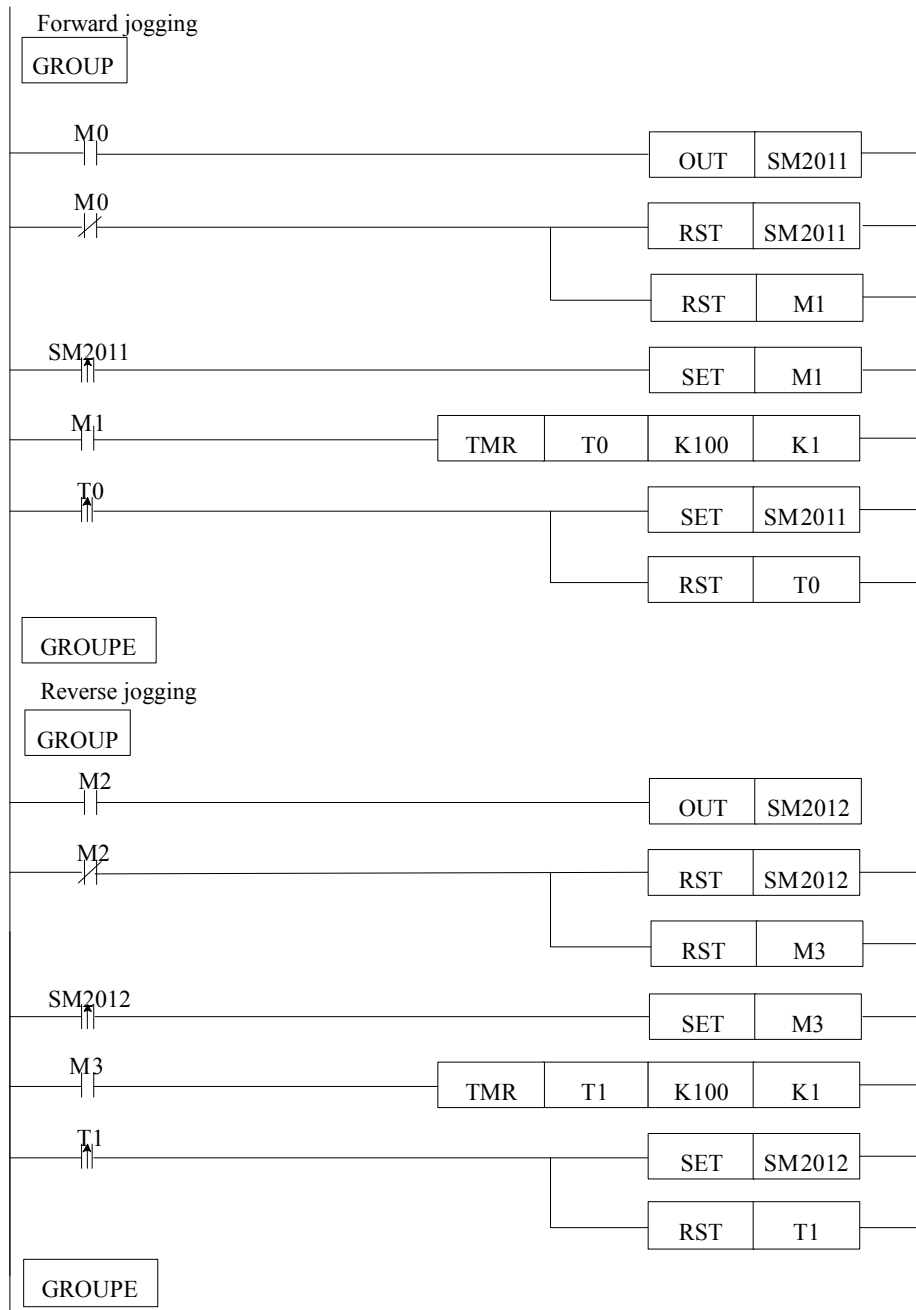 Forward jogging
GROUP
M0
OUT SM2011
M0
RST SM2011
RST M1
SM2011
SET M1
M1
TMR T0 K100 K1
T0
SET SM2011
RST T0
GROUPE
Reverse jogging
GROUP
M2
OUT SM2012
M2
RST SM2012
RST M3
SM2012
SET M3
M3
TMR T1 K100 K1
T1
SET SM2012
RST T1
GROUPE